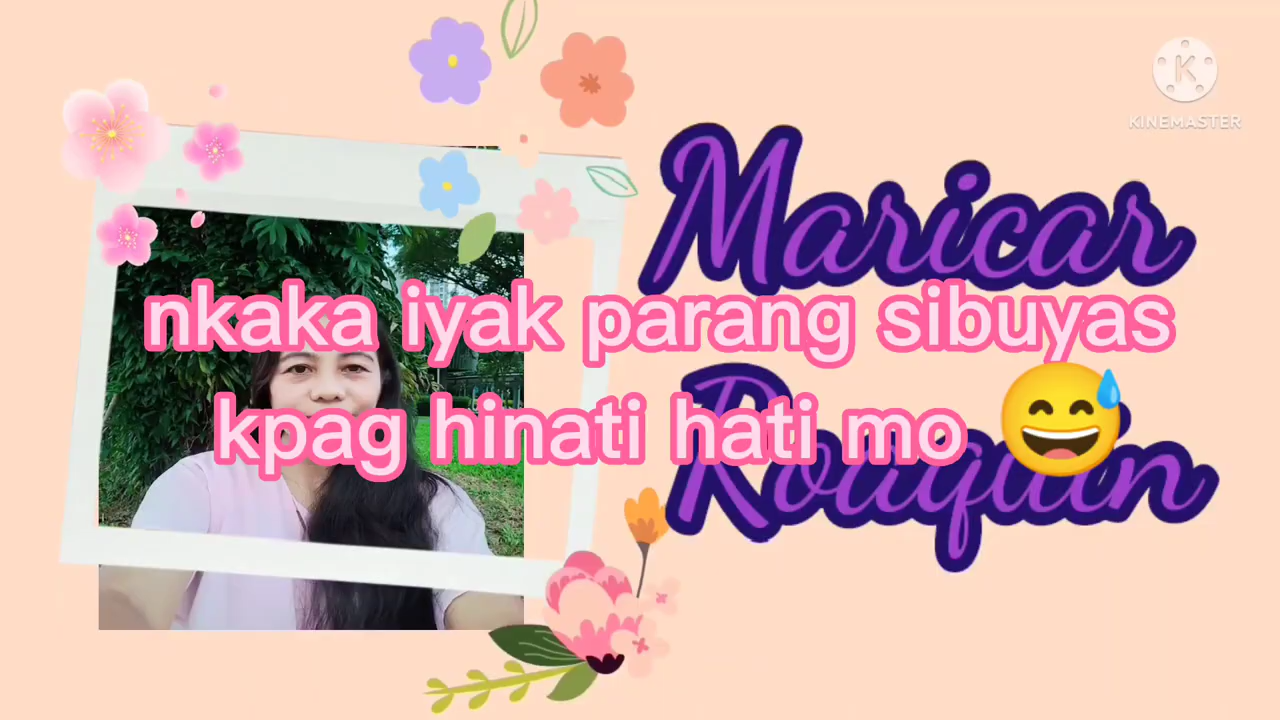 Maricar
nkaka iyak parang sibuyas
kpag hinati hati mo 😅
KINEMASTER